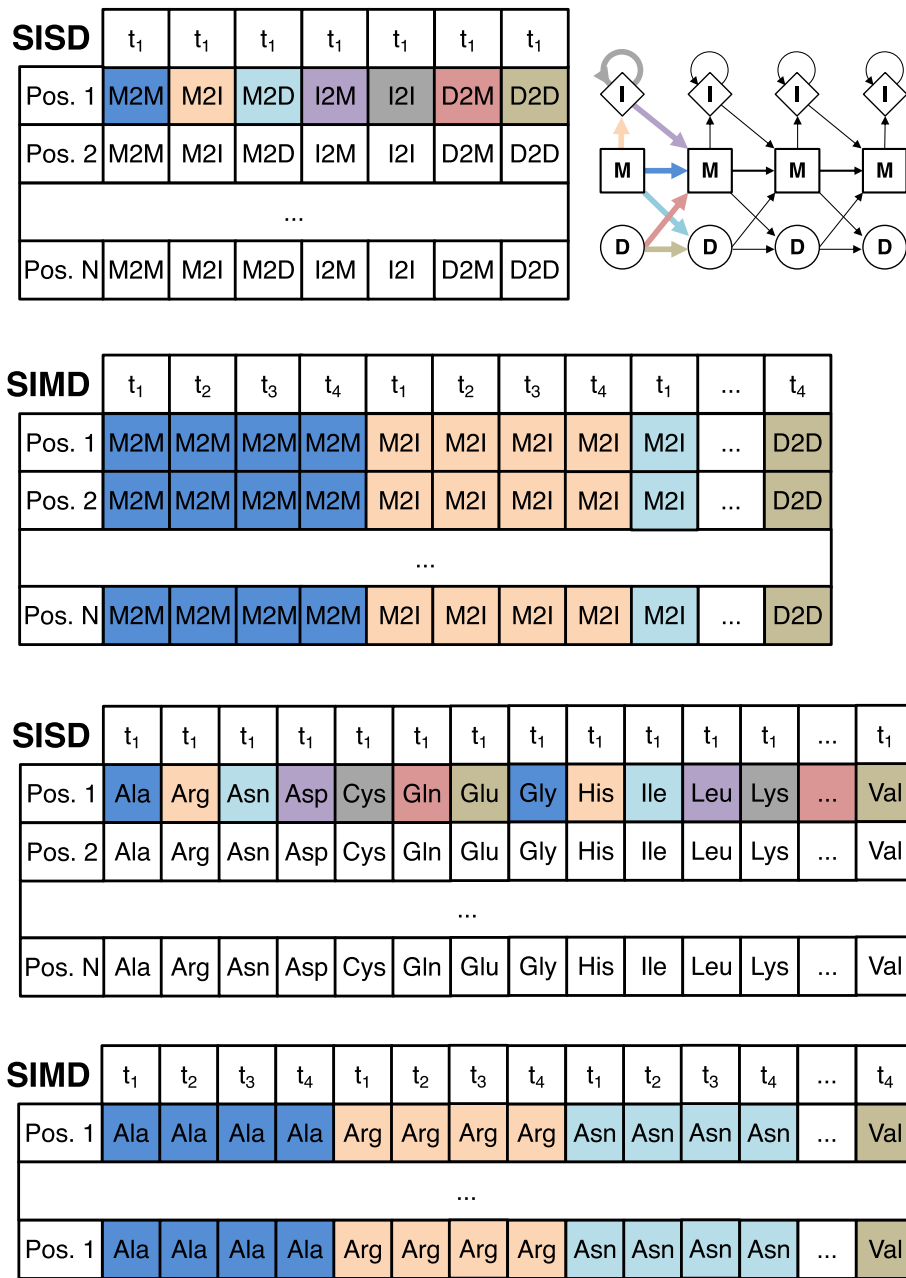 SISD t₁ t₁ t₁ t₁ t₁ t₁ t₁
Pos. 1 M2M M2I M2D I2M I2I D2M D2D
Pos. 2 M2M M2I M2D I2M I2I D2M D2D
...
Pos. N M2M M2I M2D I2M I2I D2M D2D
I I I I
M M M M
D D D D
SIMD t₁ t₂ t₃ t₄ t₁ t₂ t₃ t₄ t₁ ... t₄
Pos. 1 M2M M2M M2M M2M M2I M2I M2I M2I M2I ... D2D
Pos. 2 M2M M2M M2M M2M M2I M2I M2I M2I M2I ... D2D
...
Pos. N M2M M2M M2M M2M M2I M2I M2I M2I M2I ... D2D
SISD t₁ t₁ t₁ t₁ t₁ t₁ t₁ t₁ t₁ t₁ t₁ t₁ ... t₁
Pos. 1 Ala Arg Asn Asp Cys Gln Glu Gly His Ile Leu Lys ... Val
Pos. 2 Ala Arg Asn Asp Cys Gln Glu Gly His Ile Leu Lys ... Val
...
Pos. N Ala Arg Asn Asp Cys Gln Glu Gly His Ile Leu Lys ... Val
SIMD t₁ t₂ t₃ t₄ t₁ t₂ t₃ t₄ t₁ t₂ t₃ t₄ ... t₄
Pos. 1 Ala Ala Ala Ala Arg Arg Arg Arg Asn Asn Asn Asn ... Val
...
Pos. 1 Ala Ala Ala Ala Arg Arg Arg Arg Asn Asn Asn Asn ... Val